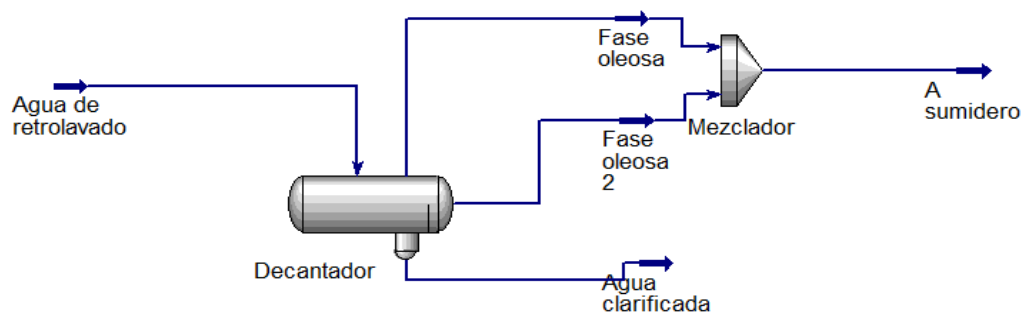 Fase
oleosa
Agua de
retrolavado
Mezclador
A
sumidero
Fase
oleosa
2
Decantador
Agua
clarificada